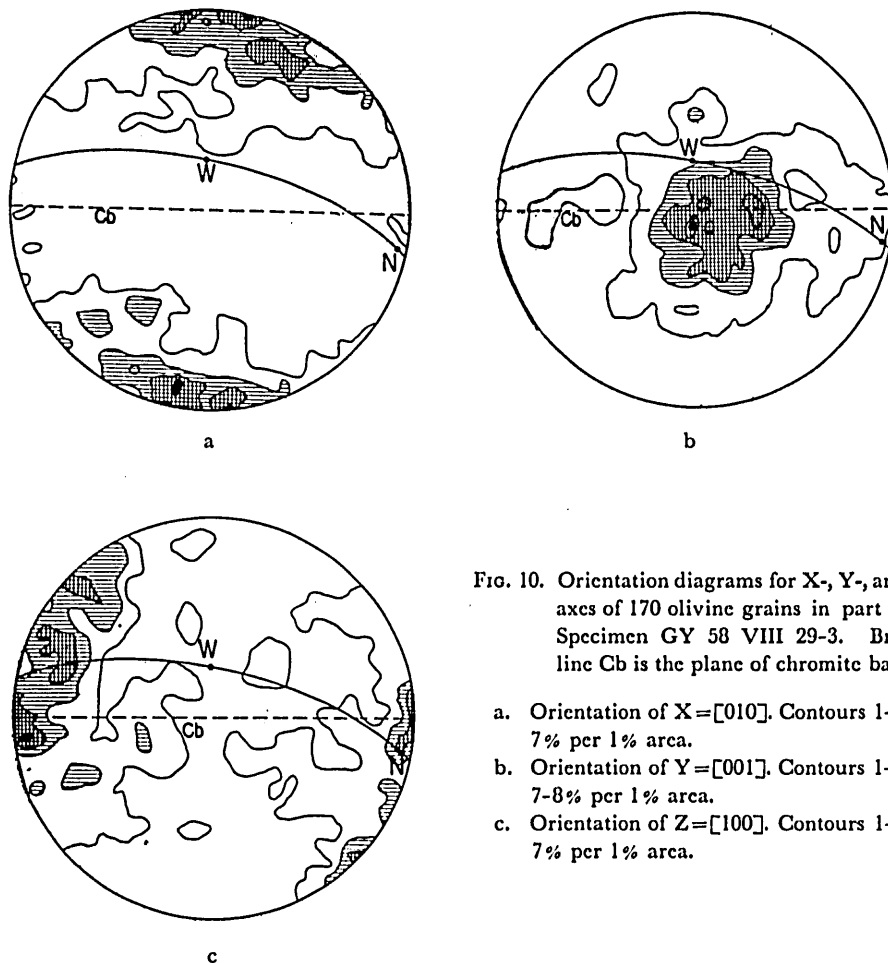 W
Cb
N
a
W
Cb
N
b
W
Cb
N
c
FIG. 10. Orientation diagrams for X-, Y-,
axes of 170 olivine grains in part
Specimen GY 58 VIII 29-3.
line Cb is the plane of chromite
a. Orientation of X=[010]. Contours 1-
7% per 1% area.
b. Orientation of Y=[001]. Contours 1-
7-8% per 1% area.
c. Orientation of Z=[100]. Contours 1-
7% per 1% area.